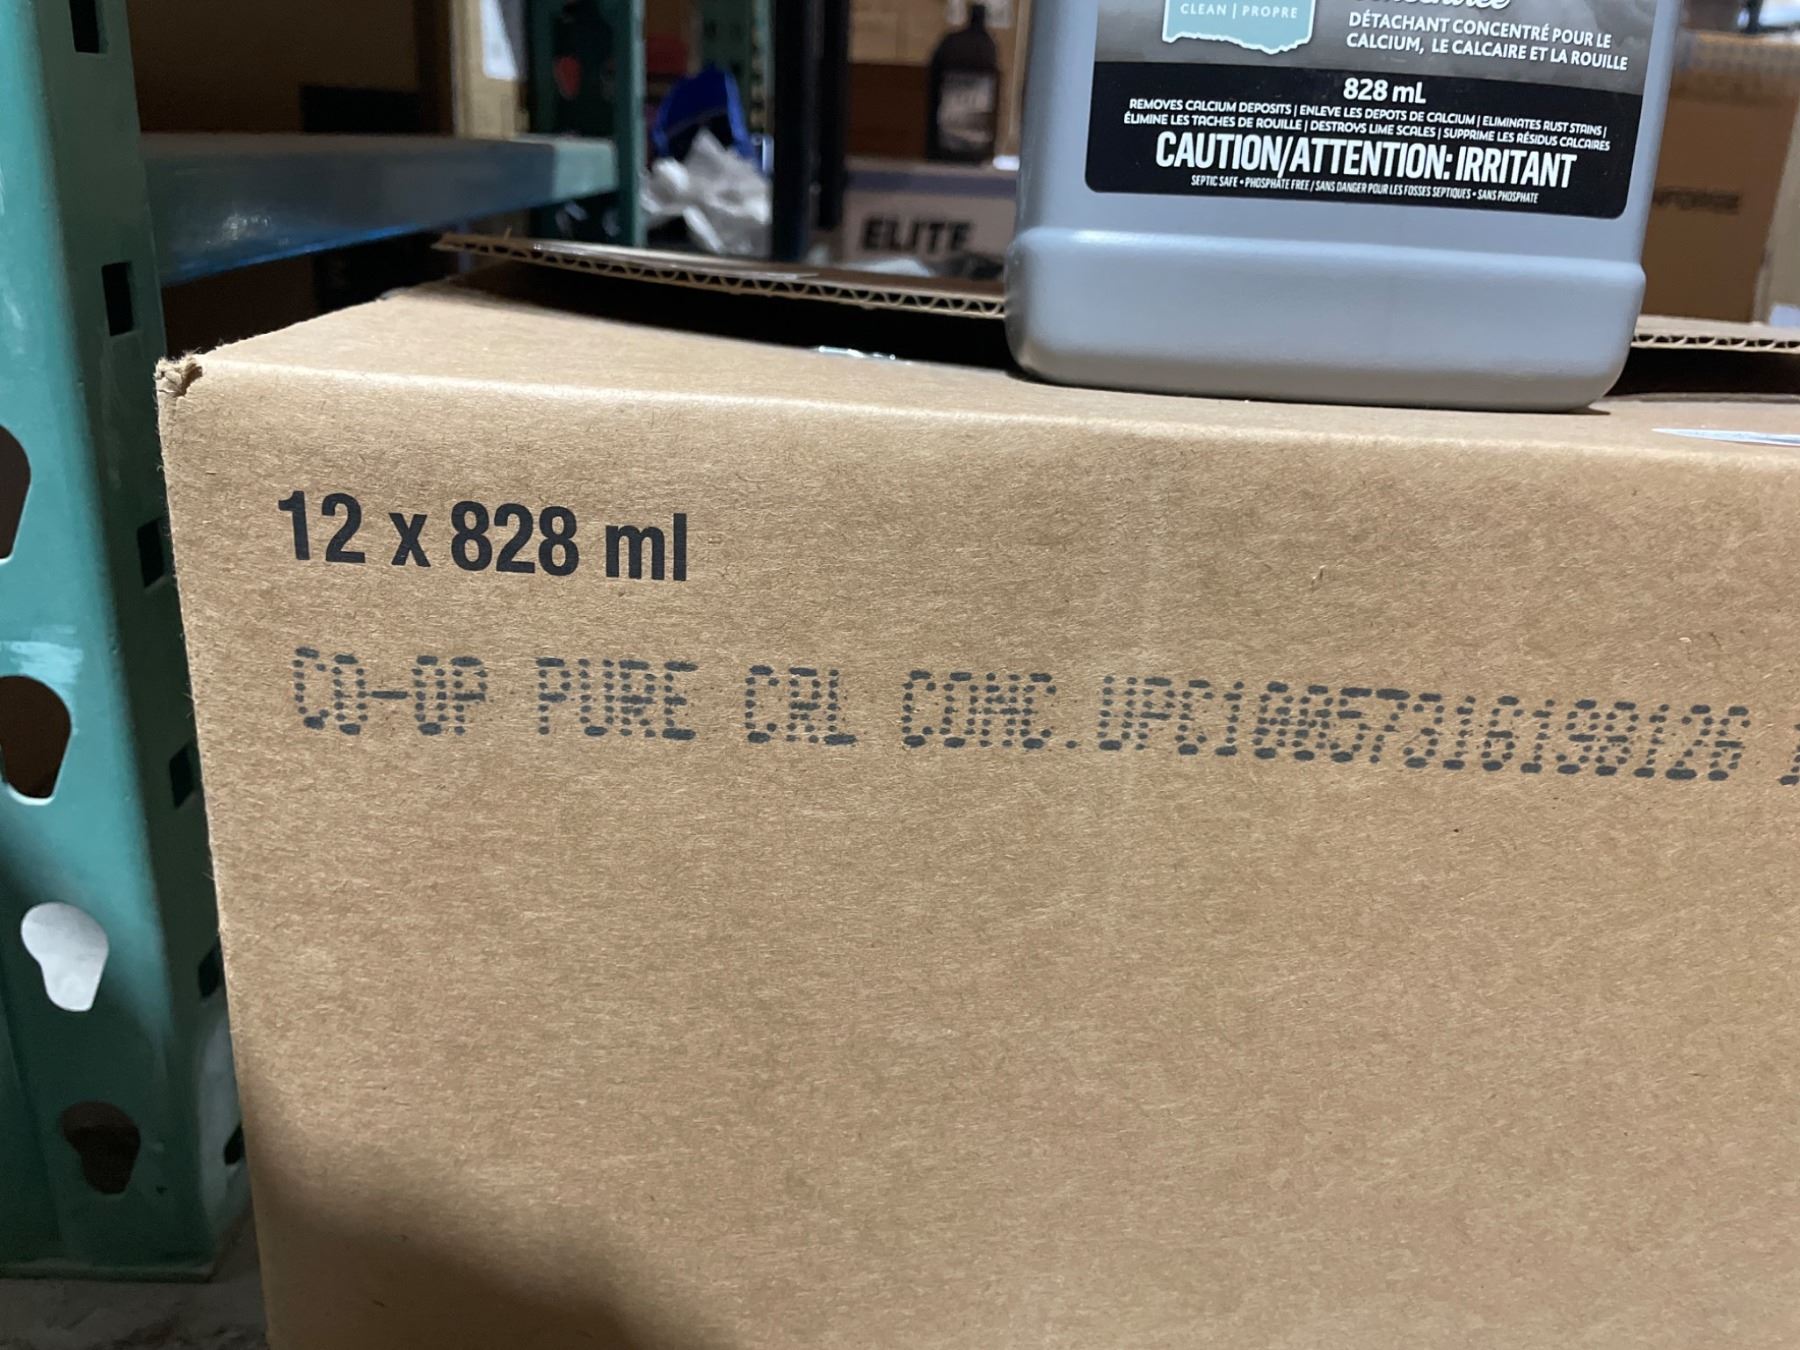 CLEAN | PROPRE
DÉTACHANT CONCENTRÉ POUR LE
CALCIUM, LE CALCAIRE ET LA ROUILLE
828 mL
REMOVES CALCIUM DEPOSITS | ENLEVE LES DEPOTS DE CALCIUM | ELIMINATES RUST STAINS |
ÉLIMINE LES TACHES DE ROUILLE | DESTROYS LIME SCALES | SUPPRIME LES RÉSIDUS CALCAIRES
CAUTION/ATTENTION: IRRITANT
SEPTIC SAFE • PHOSPHATE FREE / SANS DANGER POUR LES FOSSES SEPTIQUES • SANS PHOSPHATE
ELITE
12 x 828 ml
CO-OP PURE CRL CONC.